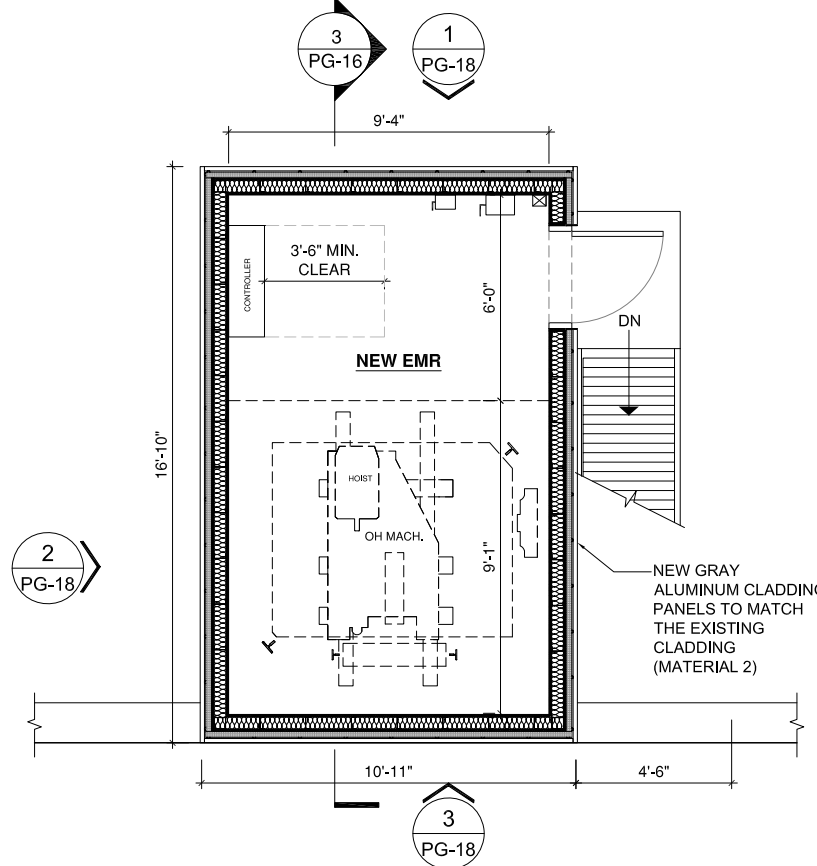 3
PG-16
1
PG-18
9'-4"
3'-6" MIN.
CLEAR
CONTROLLER
6'-0"
DN
NEW EMR
16'-10"
HOIST
OH MACH.
9'-1"
2
PG-18
NEW GRAY
ALUMINUM CLADDING
PANELS TO MATCH
THE EXISTING
CLADDING
(MATERIAL 2)
10'-11"
4'-6"
3
PG-18